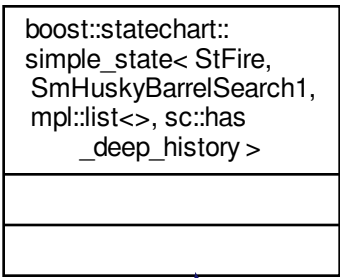 boost::statechart::
simple_state< StFire,
SmHuskyBarrelSearch1,
mpl::list<>, sc::has
_deep_history >